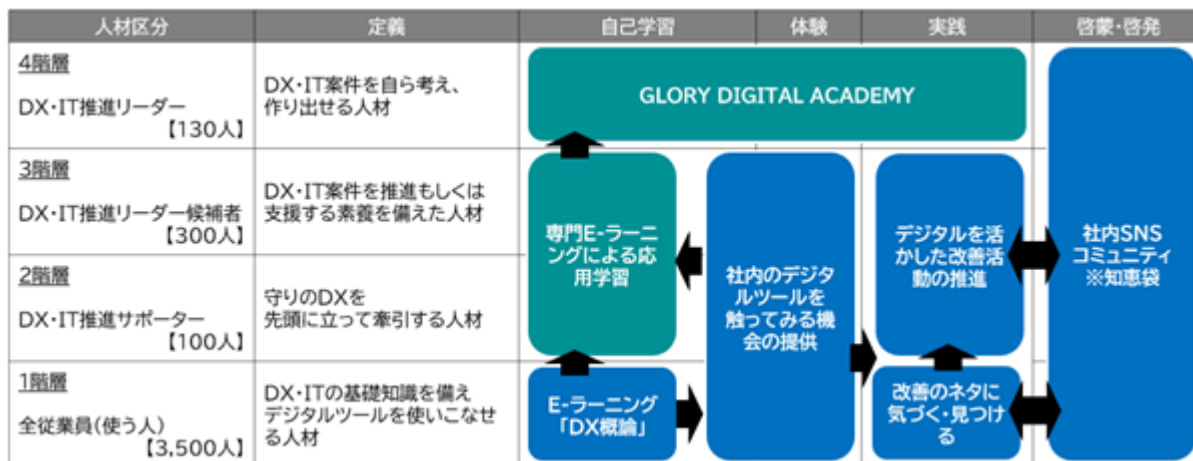 人材区分
定義
自己学習
体験
実践
啓蒙・啓発
4階層
DX・IT推進リーダー
【130人】
DX・IT案件を自ら考え、
作り出せる人材
GLORY DIGITAL ACADEMY
3階層
DX・IT推進リーダー候補者
【300人】
DX・IT案件を推進もしくは
支援する素養を備えた人材
2階層
DX・IT推進サポーター
【100人】
守りのDXを
先頭に立って牽引する人材
専門E-ラーニ
ングによる応
用学習
社内のデジタ
ルツールを
触ってみる機
会の提供
デジタルを活
かした改善活
動の推進
社内SNS
コミュニティ
※知恵袋
1階層
全従業員(使う人)
【3,500人】
DX・ITの基礎知識を備え
デジタルツールを使いこなせ
る人材
E-ラーニング
「DX概論」
改善のネタに
気づく・見つけ
る